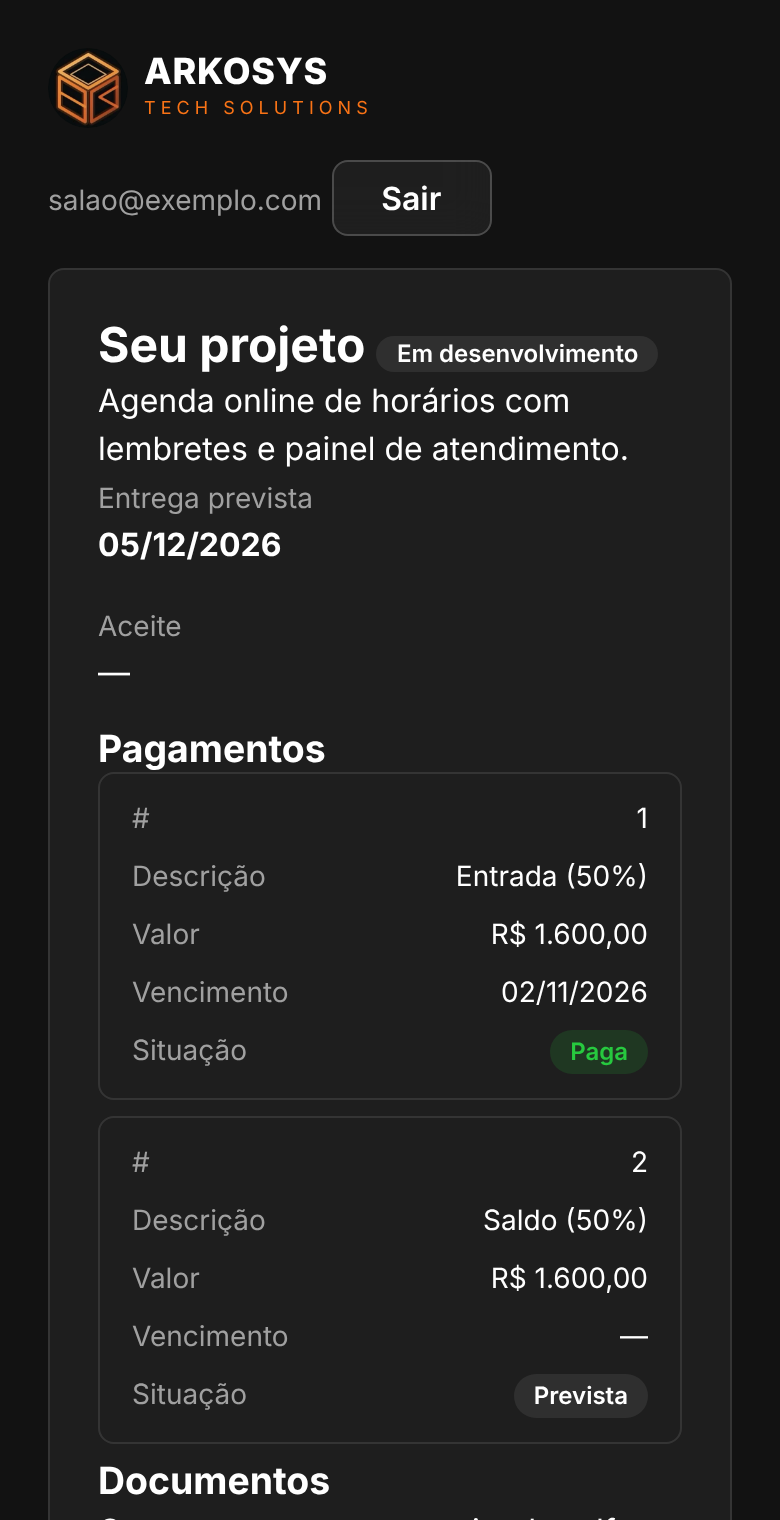 ARKOSYS
TECH SOLUTIONS
salao@exemplo.com Sair
Seu projeto Em desenvolvimento
Agenda online de horários com
lembretes e painel de atendimento.
Entrega prevista
05/12/2026
Aceite
—
Pagamentos
# 1
Descrição Entrada (50%)
Valor R$ 1.600,00
Vencimento 02/11/2026
Situação Paga
# 2
Descrição Saldo (50%)
Valor R$ 1.600,00
Vencimento —
Situação Prevista
Documentos